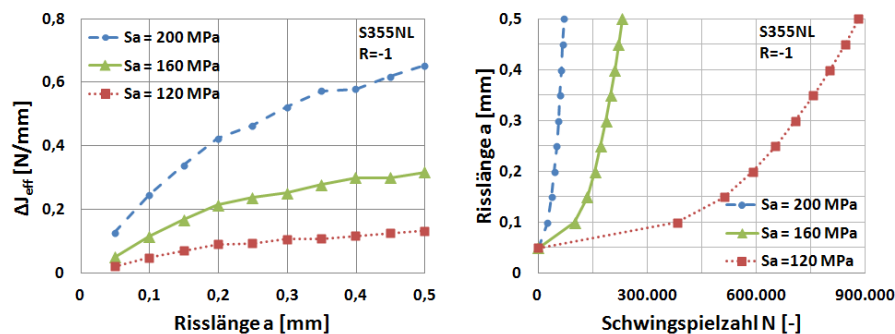 0,8
0,6
0,4
0,2
0
ΔJeff [N/mm]
Sa = 200 MPa
Sa = 160 MPa
Sa = 120 MPa
S355NL
R=-1
0
0,1
0,2
0,3
0,4
0,5
Risslänge a [mm]
0,5
0,4
0,3
0,2
0,1
0,0
Risslänge a [mm]
S355NL
R=-1
Sa = 200 MPa
Sa = 160 MPa
Sa =120 MPa
0
300.000
600.000
900.000
Schwingspielzahl N [-]